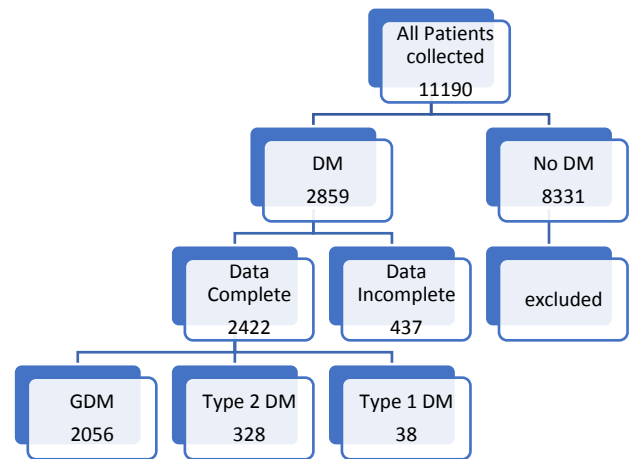 All Patients
collected
11190
DM
2859
No DM
8331
Data
Complete
2422
Data
Incomplete
437
excluded
GDM
2056
Type 2 DM
328
Type 1 DM
38